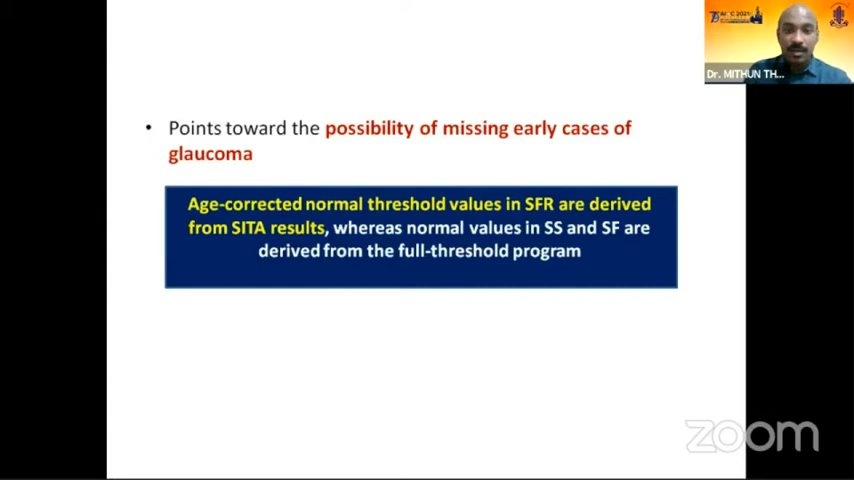 AIOC 2021
Dr. MITHUN TH...
• Points toward the possibility of missing early cases of
glaucoma
Age-corrected normal threshold values in SFR are derived
from SITA results, whereas normal values in SS and SF are
derived from the full-threshold program
zoom